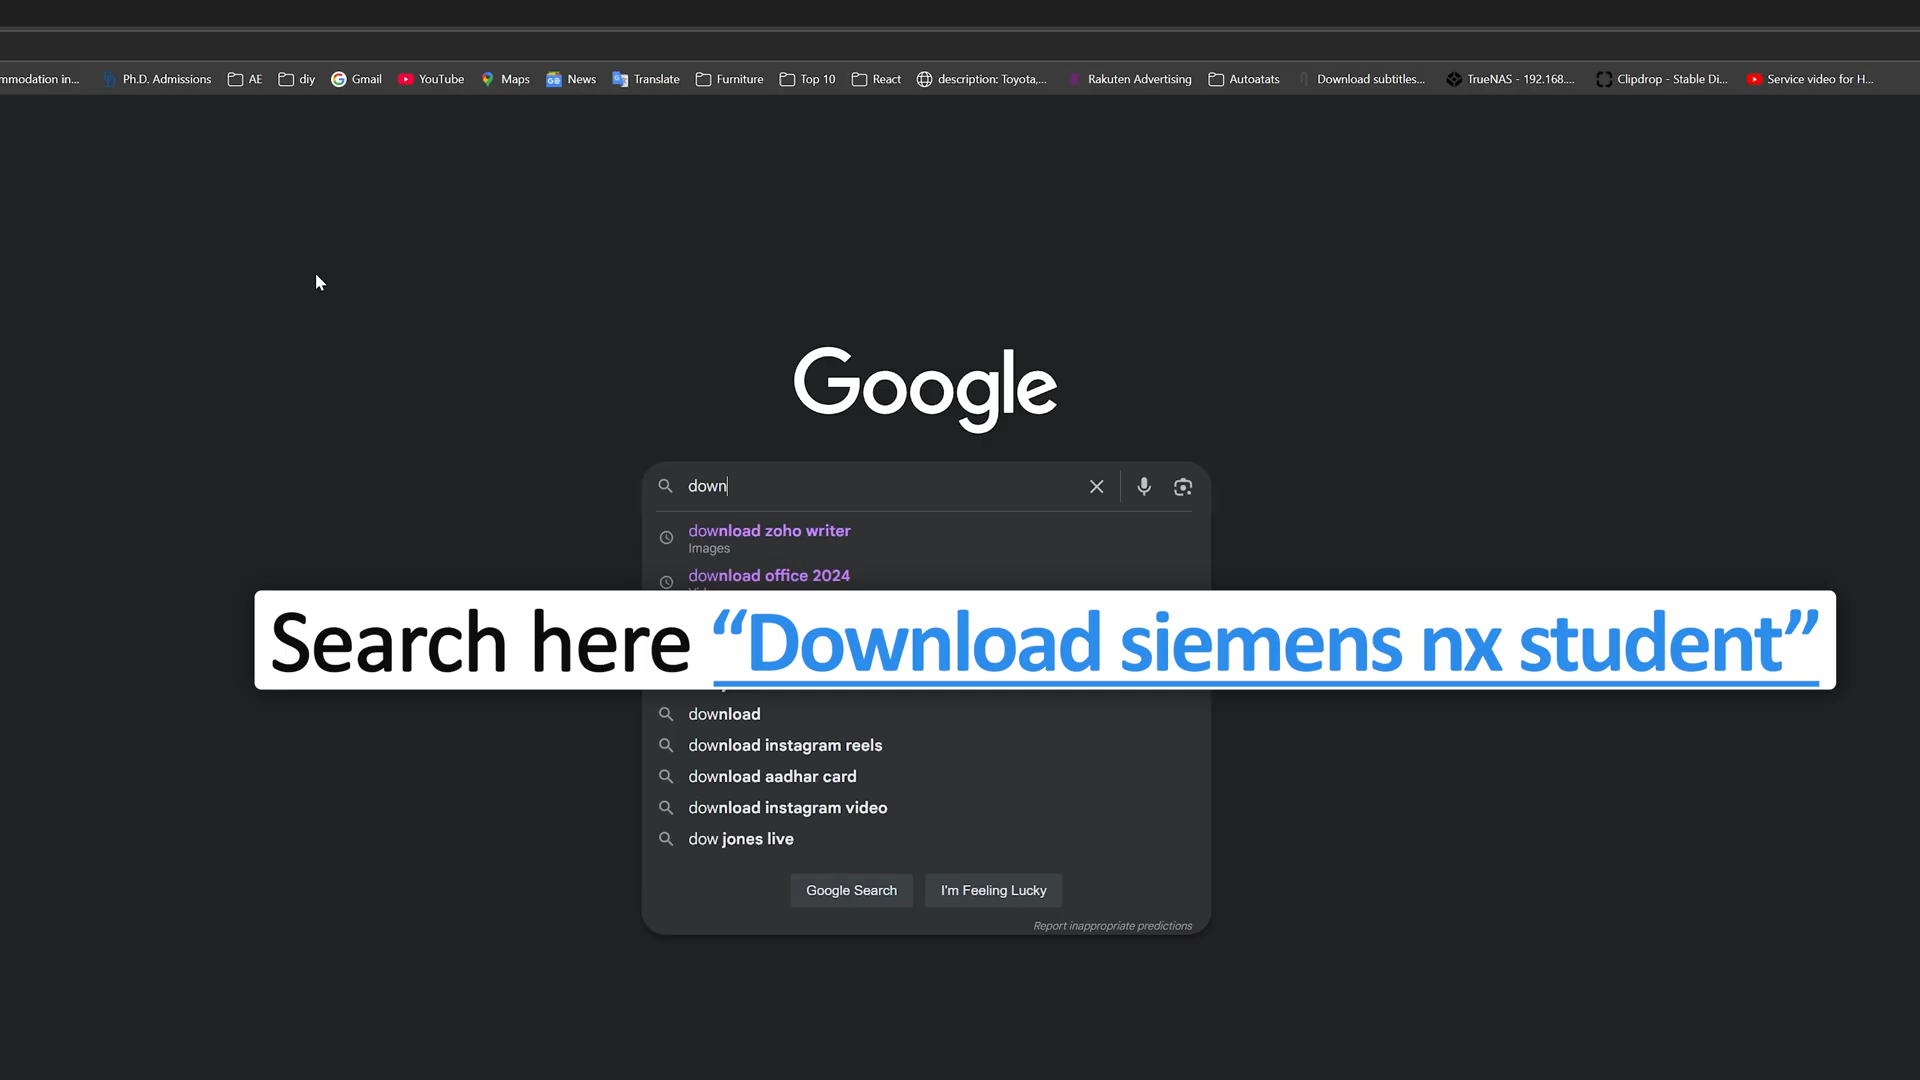 mmodation in... Ph.D. Admissions AE diy Gmail YouTube Maps News Translate Furniture Top 10 React description: Toyota,... Rakuten Advertising Autoatats Download subtitles... TrueNAS - 192.168.... Clipdrop - Stable Di... Service video for H...
Google
down
download zoho writer
Images
download office 2024
Search here “Download siemens nx student”
download
download instagram reels
download aadhar card
download instagram video
dow jones live
Google Search I'm Feeling Lucky
Report inappropriate predictions